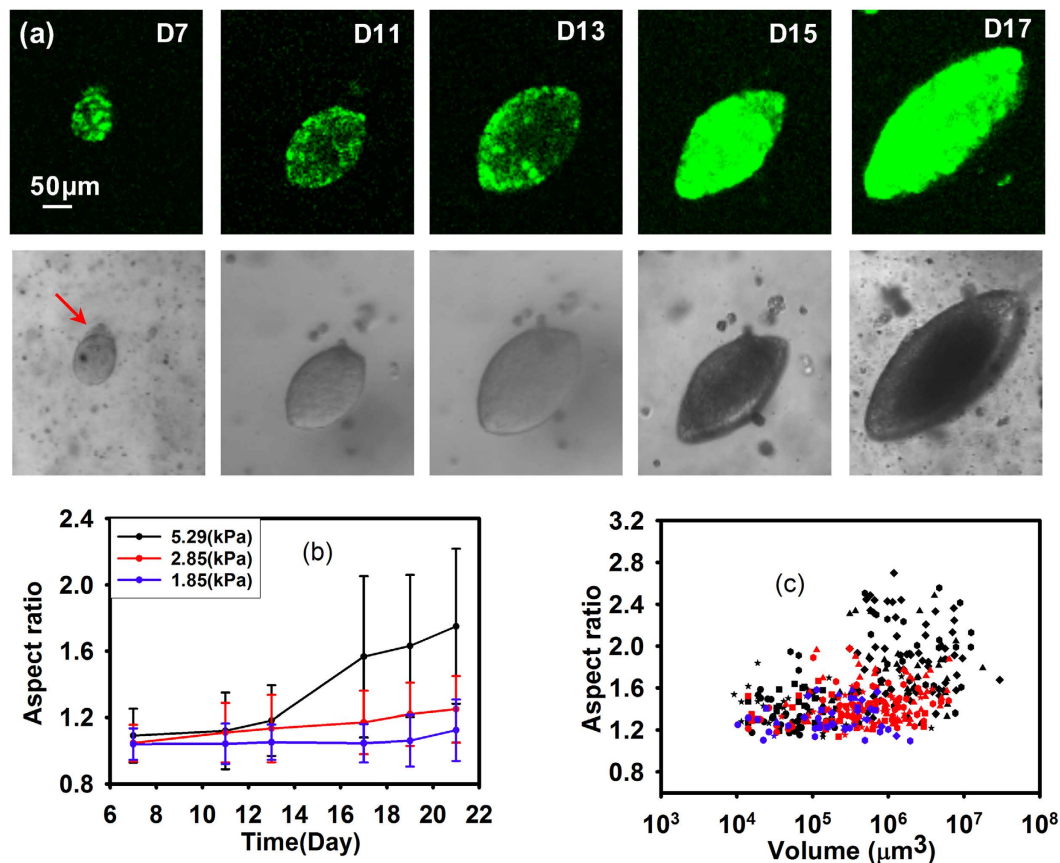 (a) D7 D11 D13 D15 D17
50μm
2.4
2.0
1.6
1.2
0.8
Aspect ratio
5.29(kPa)
2.85(kPa)
1.85(kPa)
(b)
6 8 10 12 14 16 18 20 22
Time(Day)
3.2
2.8
2.4
2.0
1.6
1.2
0.8
Aspect ratio
(c)
10³ 10⁴ 10⁵ 10⁶ 10⁷ 10⁸
Volume (μm³)